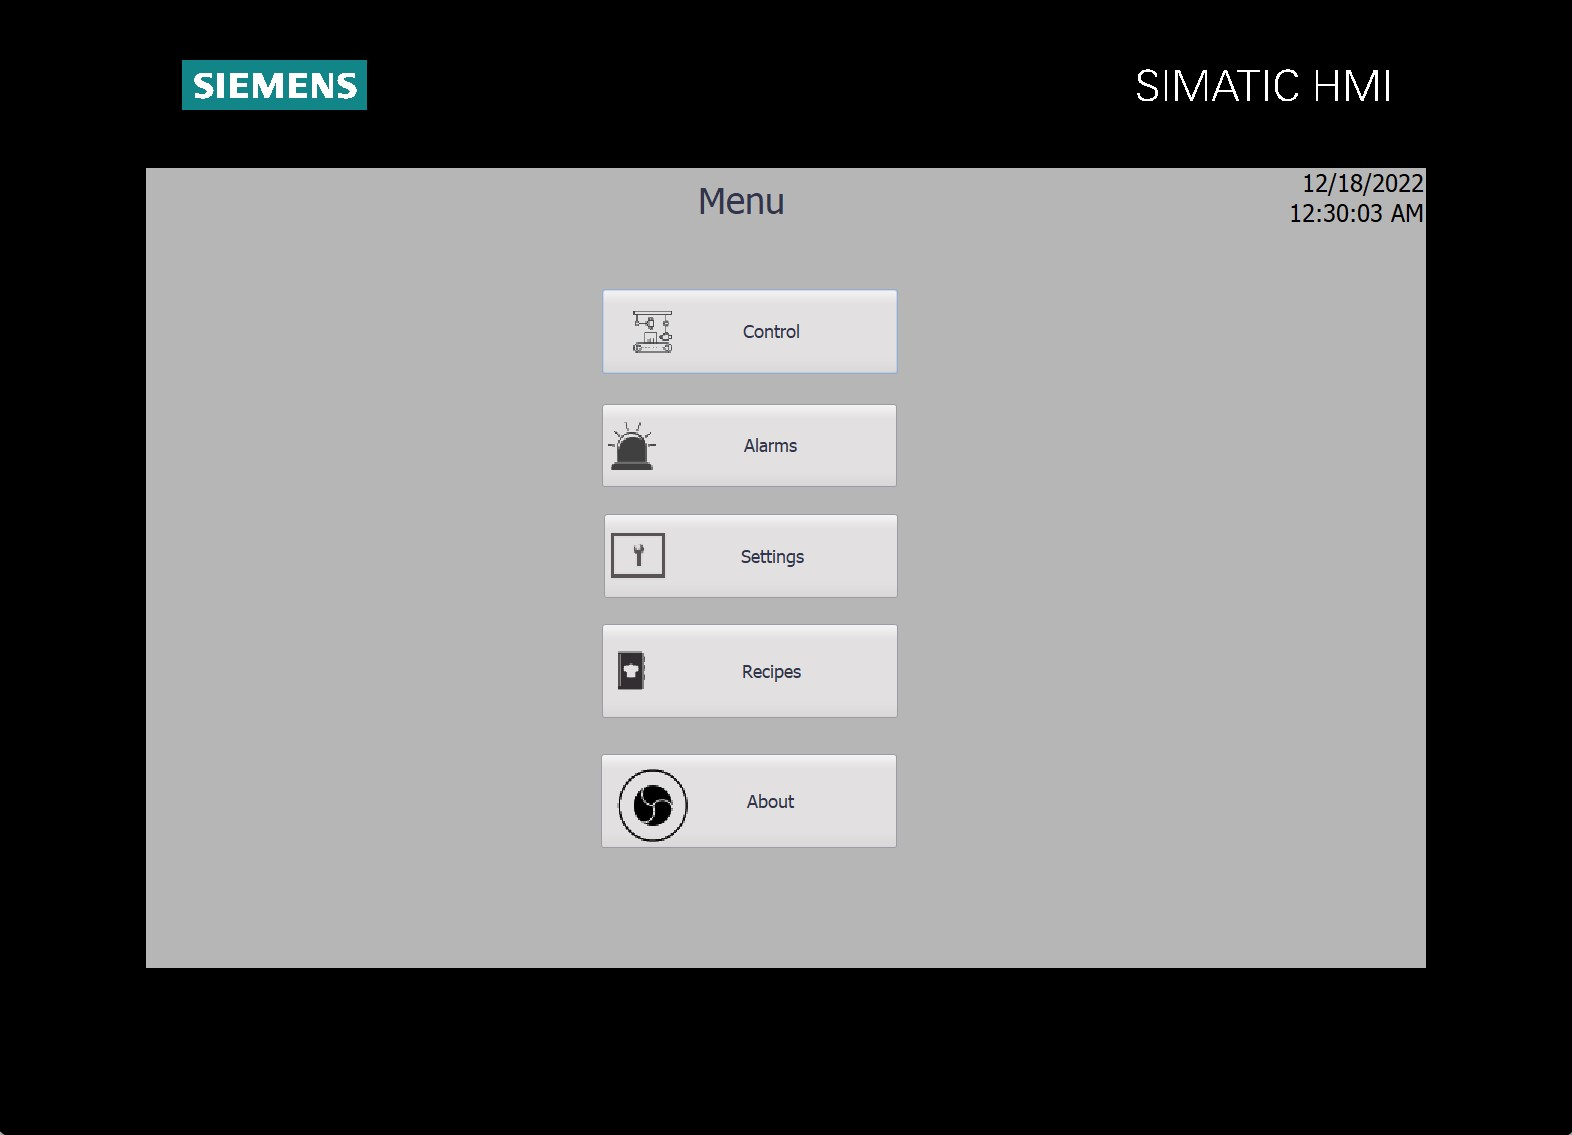 SIEMENS
SIMATIC HMI
Menu
12/18/2022
12:30:03 AM
Control
Alarms
Settings
Recipes
About